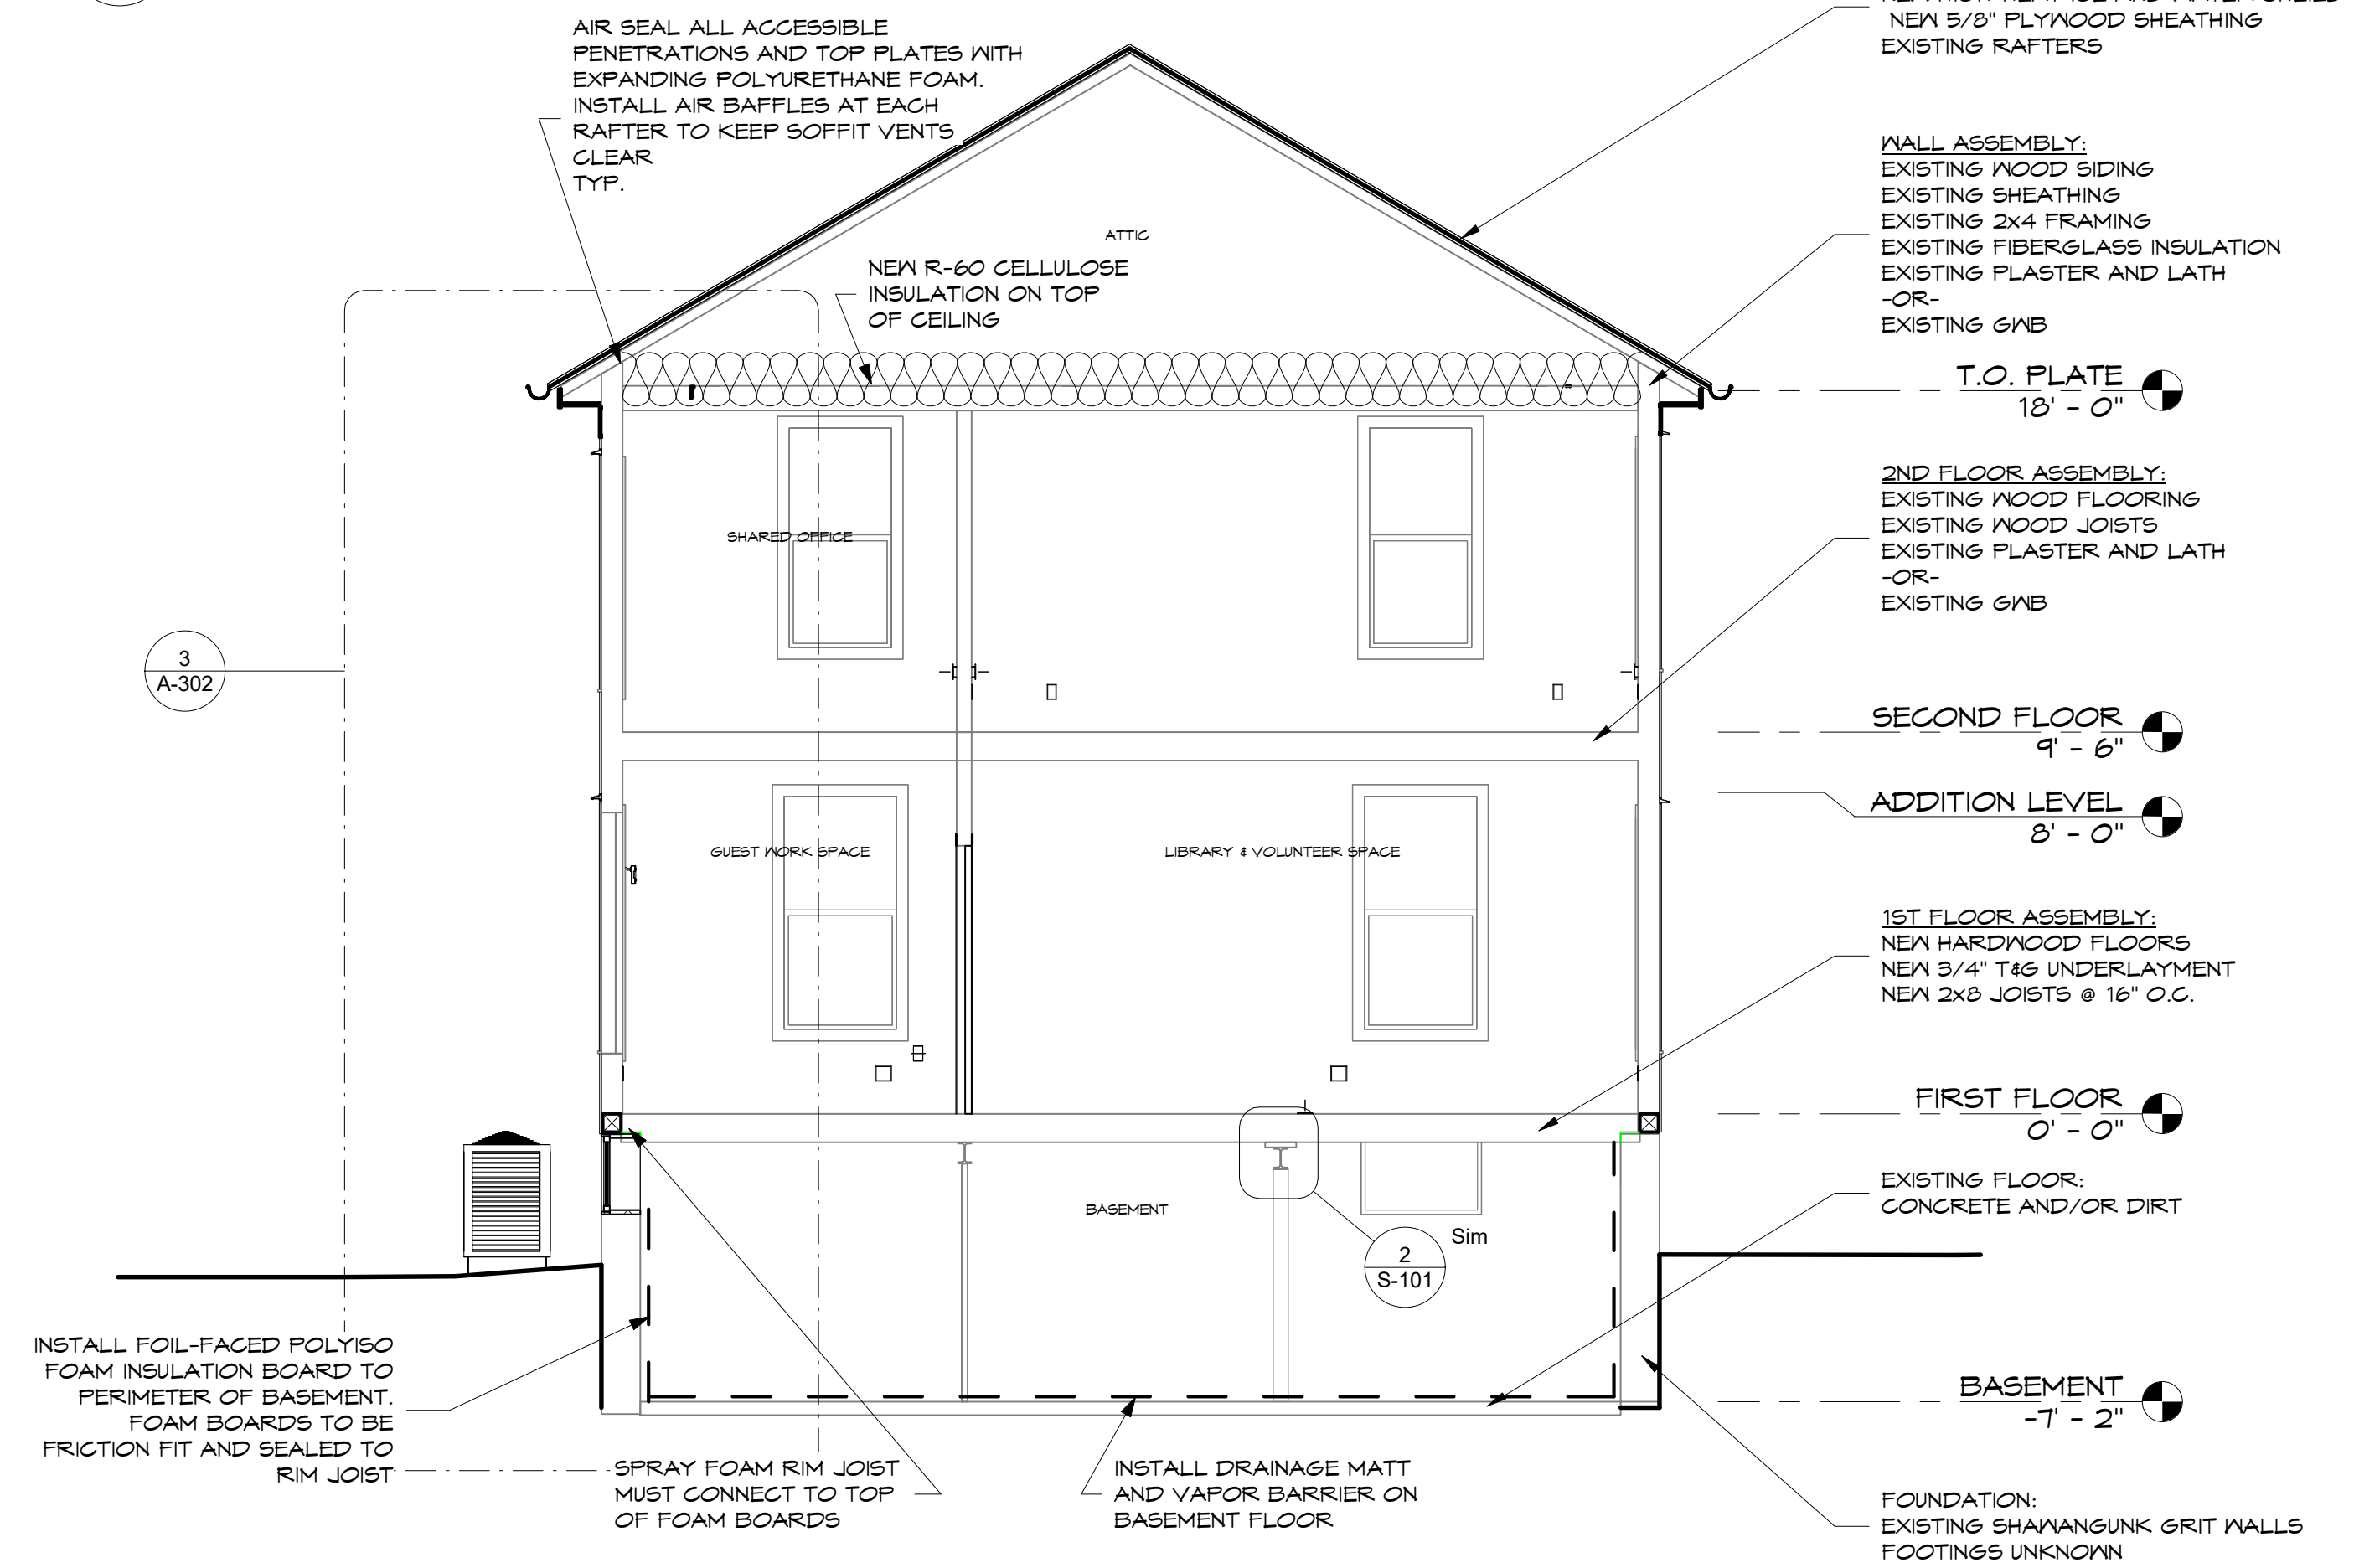 AIR SEAL ALL ACCESSIBLE
PENETRATIONS AND TOP PLATES WITH
EXPANDING POLYURETHANE FOAM.
INSTALL AIR BAFFLES AT EACH
RAFTER TO KEEP SOFFIT VENTS
CLEAR
TYP.
NEW 5/8" PLYWOOD SHEATHING
EXISTING RAFTERS
WALL ASSEMBLY:
EXISTING WOOD SIDING
EXISTING SHEATHING
EXISTING 2x4 FRAMING
EXISTING FIBERGLASS INSULATION
EXISTING PLASTER AND LATH
-OR-
EXISTING GWB
ATTIC
NEW R-60 CELLULOSE
INSULATION ON TOP
OF CEILING
T.O. PLATE
18' - 0"
2ND FLOOR ASSEMBLY:
EXISTING WOOD FLOORING
EXISTING WOOD JOISTS
EXISTING PLASTER AND LATH
-OR-
EXISTING GWB
SHARED OFFICE
3
A-302
SECOND FLOOR
9' - 6"
ADDITION LEVEL
8' - 0"
GUEST WORK SPACE
LIBRARY & VOLUNTEER SPACE
1ST FLOOR ASSEMBLY:
NEW HARDWOOD FLOORS
NEW 3/4" T&G UNDERLAYMENT
NEW 2x8 JOISTS @ 16" O.C.
FIRST FLOOR
0' - 0"
EXISTING FLOOR:
CONCRETE AND/OR DIRT
BASEMENT
Sim
2
S-101
INSTALL FOIL-FACED POLYISO
FOAM INSULATION BOARD TO
PERIMETER OF BASEMENT.
FOAM BOARDS TO BE
FRICTION FIT AND SEALED TO
RIM JOIST
SPRAY FOAM RIM JOIST
MUST CONNECT TO TOP
OF FOAM BOARDS
INSTALL DRAINAGE MATT
AND VAPOR BARRIER ON
BASEMENT FLOOR
BASEMENT
-7' - 2"
FOUNDATION:
EXISTING SHAWANGUNK GRIT WALLS
FOOTINGS UNKNOWN